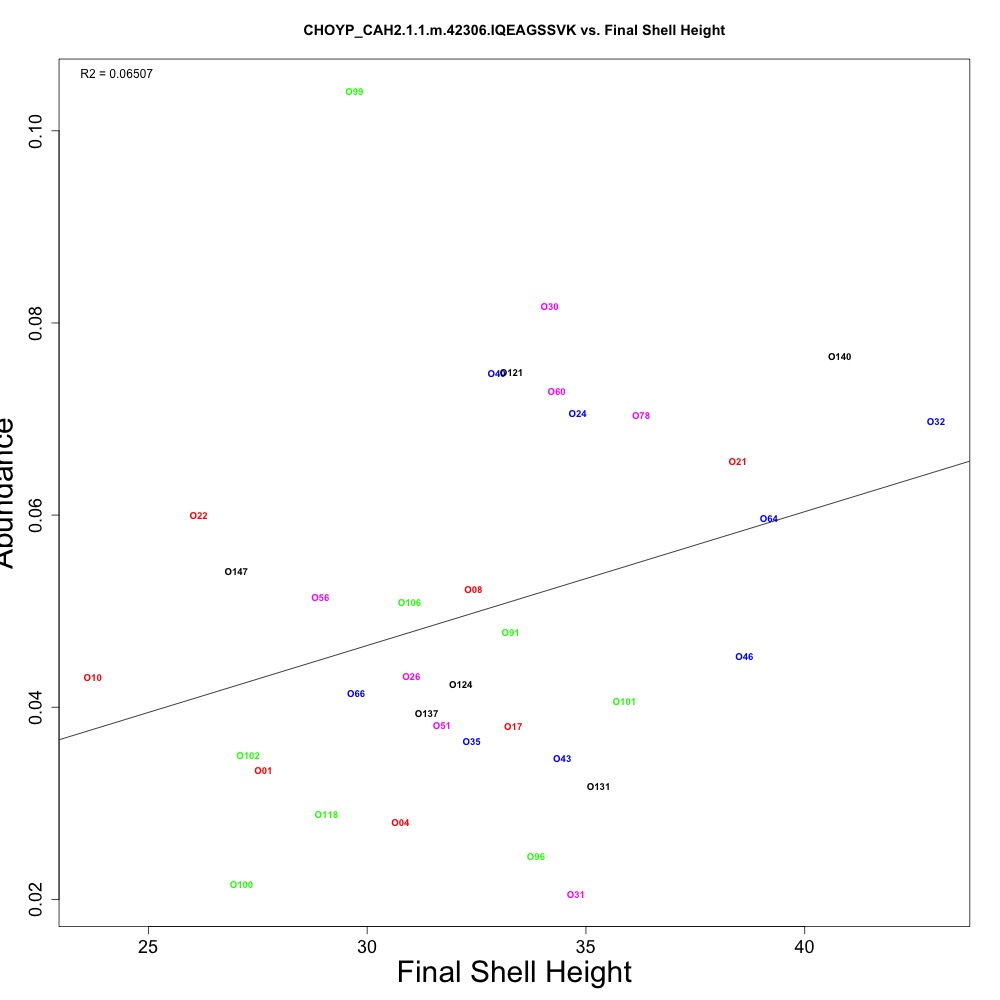 CHOYP_CAH2.1.1.m.42306.IQEAGSSVK vs. Final Shell Height
R2 = 0.06507
O99
0.10
O30
0.08
O140
O40
O121
O60
O24
O78
O32
O21
O22
0.06
O64
O147
O08
O56
O106
O91
O46
O10
O26
O124
O66
O101
0.04
O137
O51
O17
O35
O102
O43
O01
O131
O118
O04
O96
O100
O31
0.02
Abundance
25 30 35 40
Final Shell Height